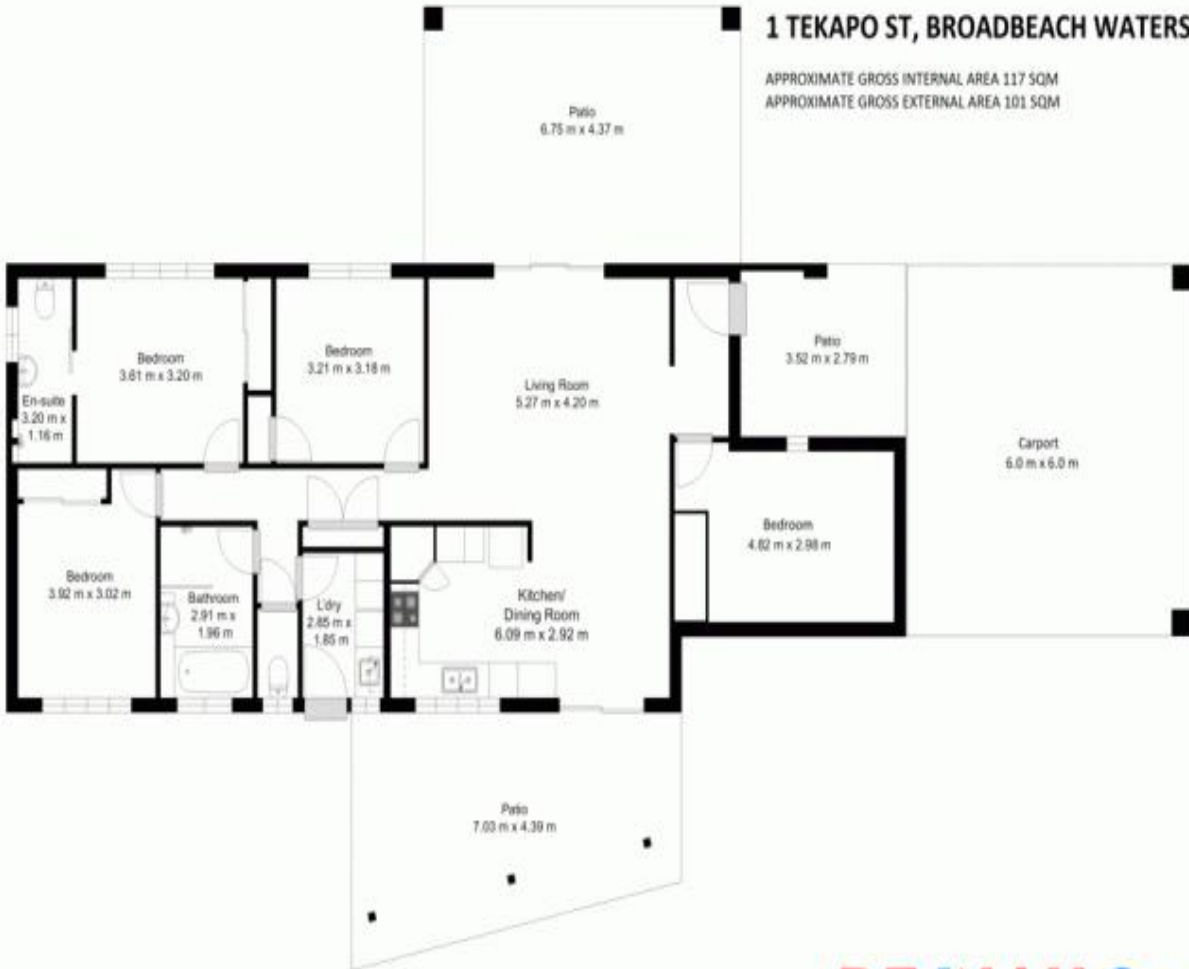 1 TEKAPO ST, BROADBEACH WATERS
APPROXIMATE GROSS INTERNAL AREA 117 SQM
APPROXIMATE GROSS EXTERNAL AREA 101 SQM
Patio
6.75 m x 4.37 m
Bedroom
3.61 m x 3.20 m
Bedroom
3.21 m x 3.18 m
En-suite
3.20 m x
1.16 m
Living Room
5.27 m x 4.20 m
Patio
3.52 m x 2.79 m
Carport
6.0 m x 6.0 m
Bedroom
4.82 m x 2.98 m
Bedroom
3.92 m x 3.02 m
Bathroom
2.91 m x
1.96 m
L'dry
2.85 m x
1.85 m
Kitchen/
Dining Room
6.09 m x 2.92 m
Patio
7.03 m x 4.39 m